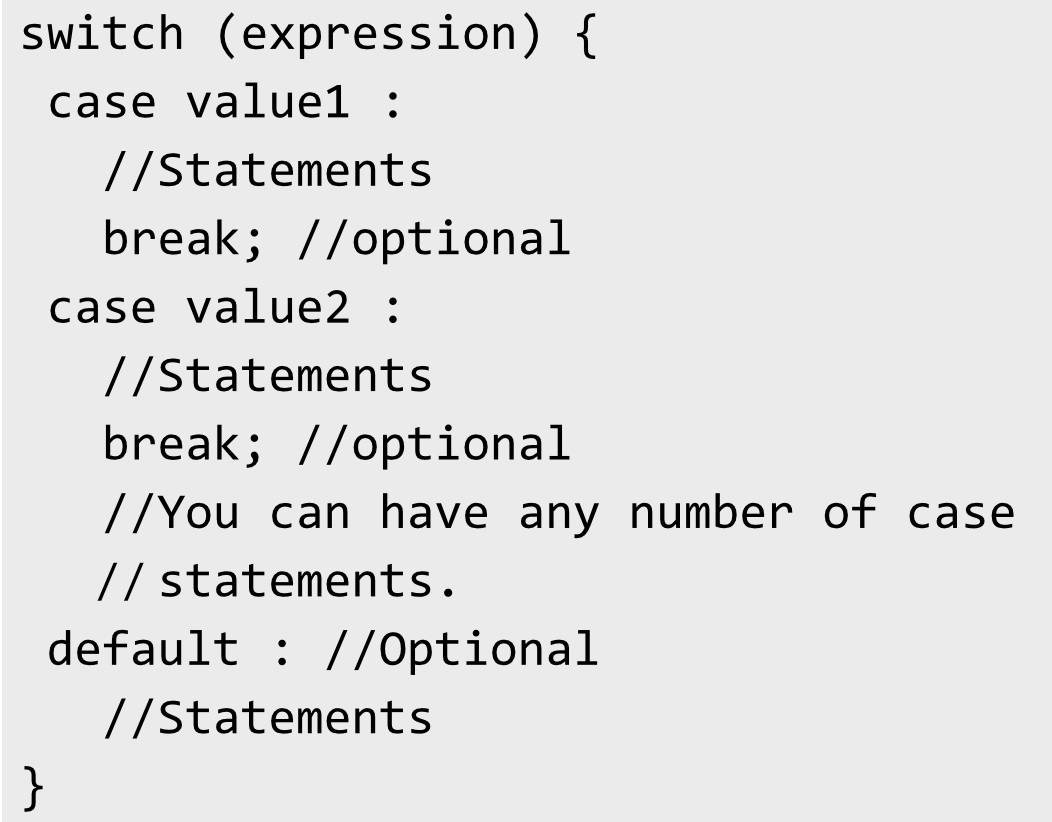 switch (expression) {
case value1 :
//Statements
break; //optional
case value2 :
//Statements
break; //optional
//You can have any number of case
// statements.
default : //Optional
//Statements
}